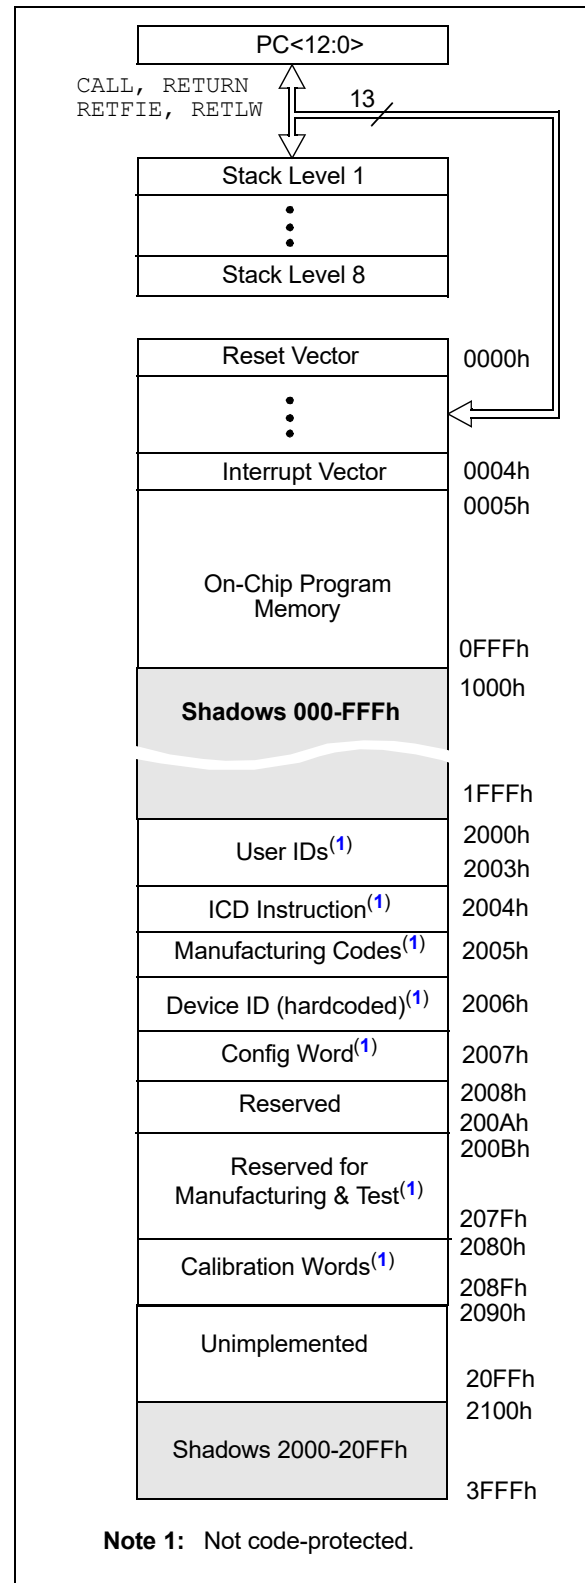 PC<12:0>
CALL, RETURN
RETFIE, RETLW
13
Stack Level 1
Stack Level 8
Reset Vector
0000h
Interrupt Vector
0004h
0005h
On-Chip Program
Memory
0FFFh
1000h
Shadows 000-FFFh
1FFFh
User IDs(1)
2000h
2003h
ICD Instruction(1)
2004h
Manufacturing Codes(1)
2005h
Device ID (hardcoded)(1)
2006h
Config Word(1)
2007h
2008h
Reserved
200Ah
200Bh
Reserved for
Manufacturing & Test(1)
207Fh
2080h
Calibration Words(1)
208Fh
2090h
Unimplemented
20FFh
2100h
Shadows 2000-20FFh
3FFFh
Note 1: Not code-protected.